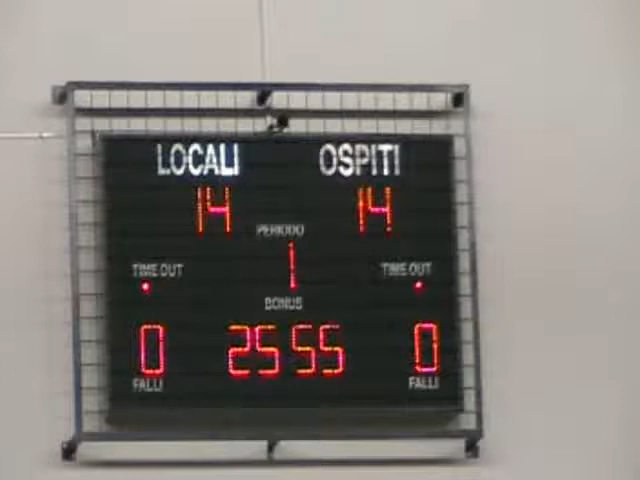 LOCALI OSPITI
14 14
PERIODO
1
TIME OUT TIME OUT
BONUS
0 25 55 0
FALLI FALLI